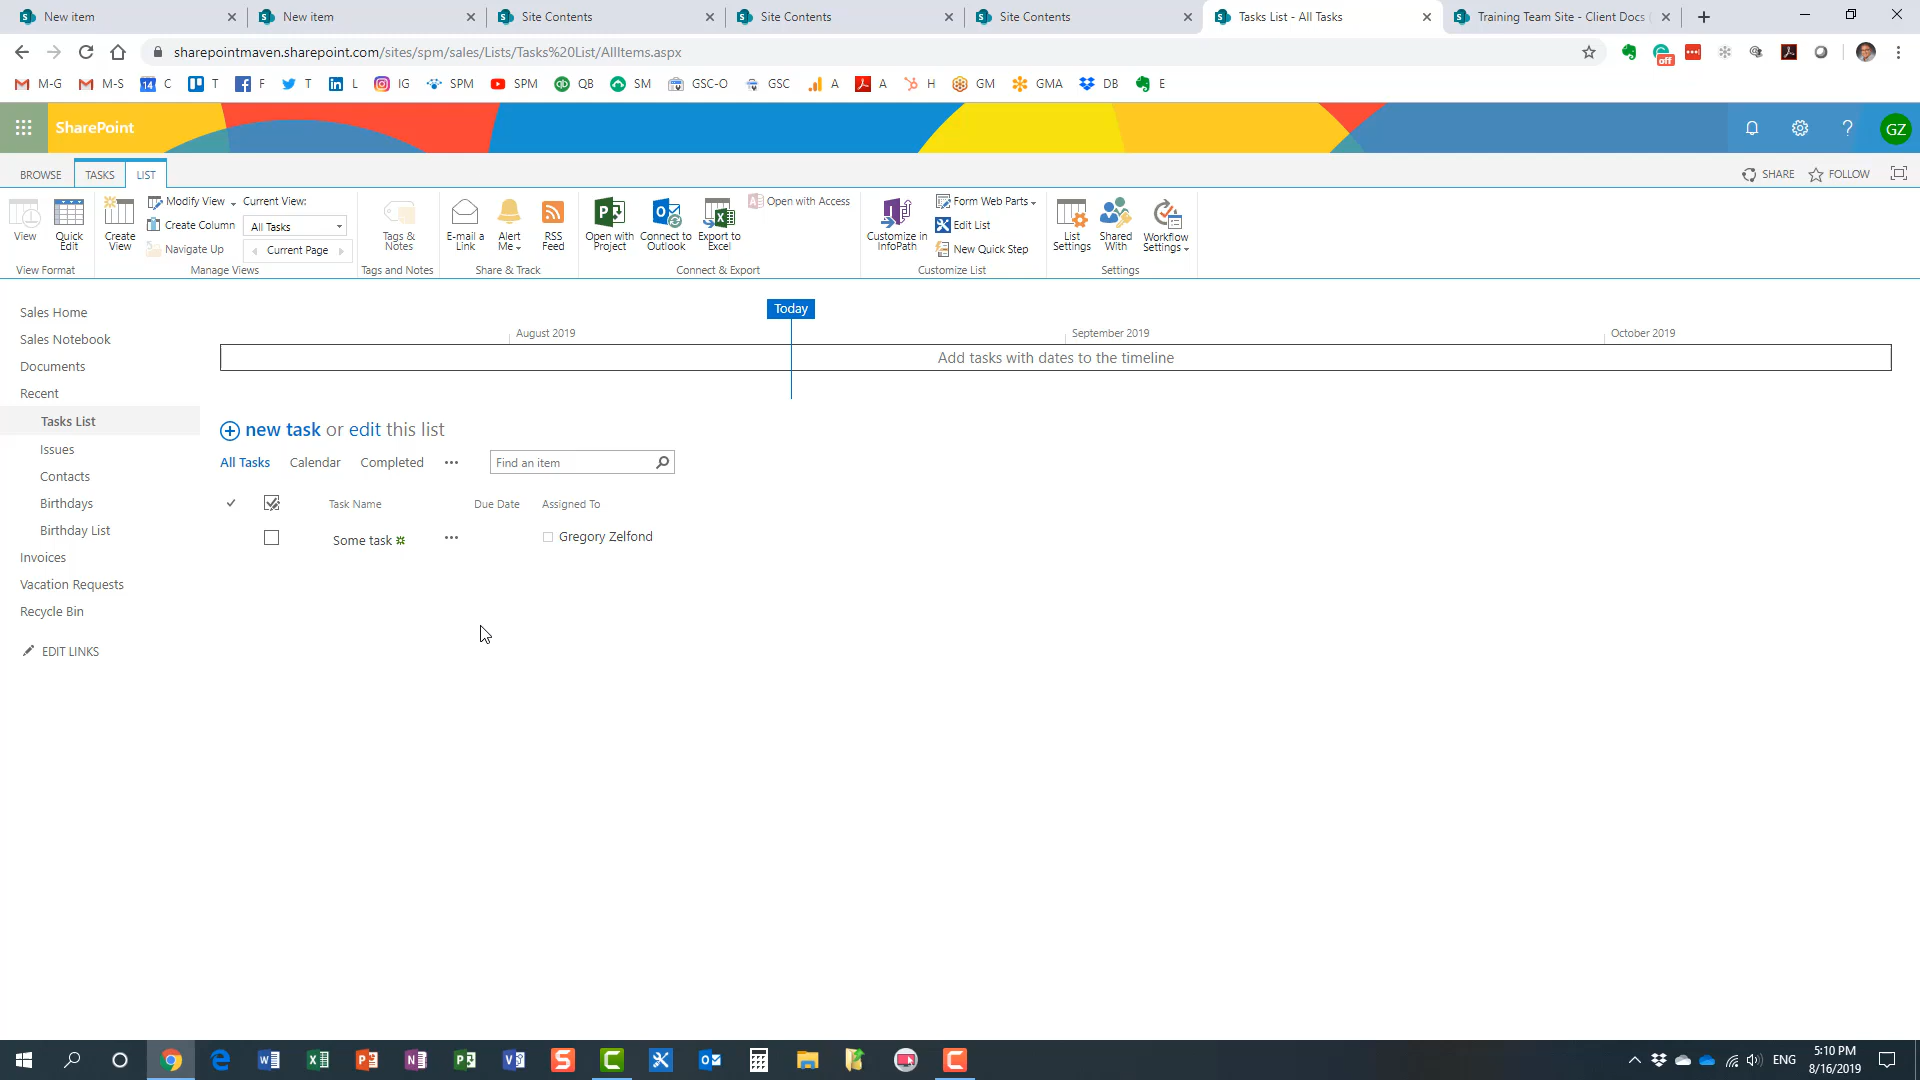 New item
New item
Site Contents
Site Contents
Site Contents
Tasks List - All Tasks
Training Team Site - Client Docs
sharepointmaven.sharepoint.com/sites/spm/sales/Lists/Tasks%20List/AllItems.aspx
off
M-G
M-S
14
C
T
F
T
L
IG
SPM
SPM
QB
SM
GSC-O
GSC
A
A
H
GM
GMA
DB
E
SharePoint
?
GZ
BROWSE
TASKS
LIST
SHARE
FOLLOW
View
Quick Edit
View Format
Create View
Modify View
Create Column
Navigate Up
Current View:
All Tasks
Current Page
Manage Views
Tags & Notes
Tags and Notes
E-mail a Link
Alert Me
RSS Feed
Share & Track
Open with Project
Connect to Outlook
Export to Excel
Open with Access
Connect & Export
Customize in InfoPath
Form Web Parts
Edit List
New Quick Step
Customize List
List Settings
Shared With
Workflow Settings
Settings
Sales Home
Sales Notebook
Documents
Recent
Tasks List
Issues
Contacts
Birthdays
Birthday List
Invoices
Vacation Requests
Recycle Bin
EDIT LINKS
Today
August 2019
September 2019
October 2019
Add tasks with dates to the timeline
new task or edit this list
All Tasks
Calendar
Completed
Find an item
Task Name
Due Date
Assigned To
Some task
Gregory Zelfond
ENG
5:10 PM
8/16/2019